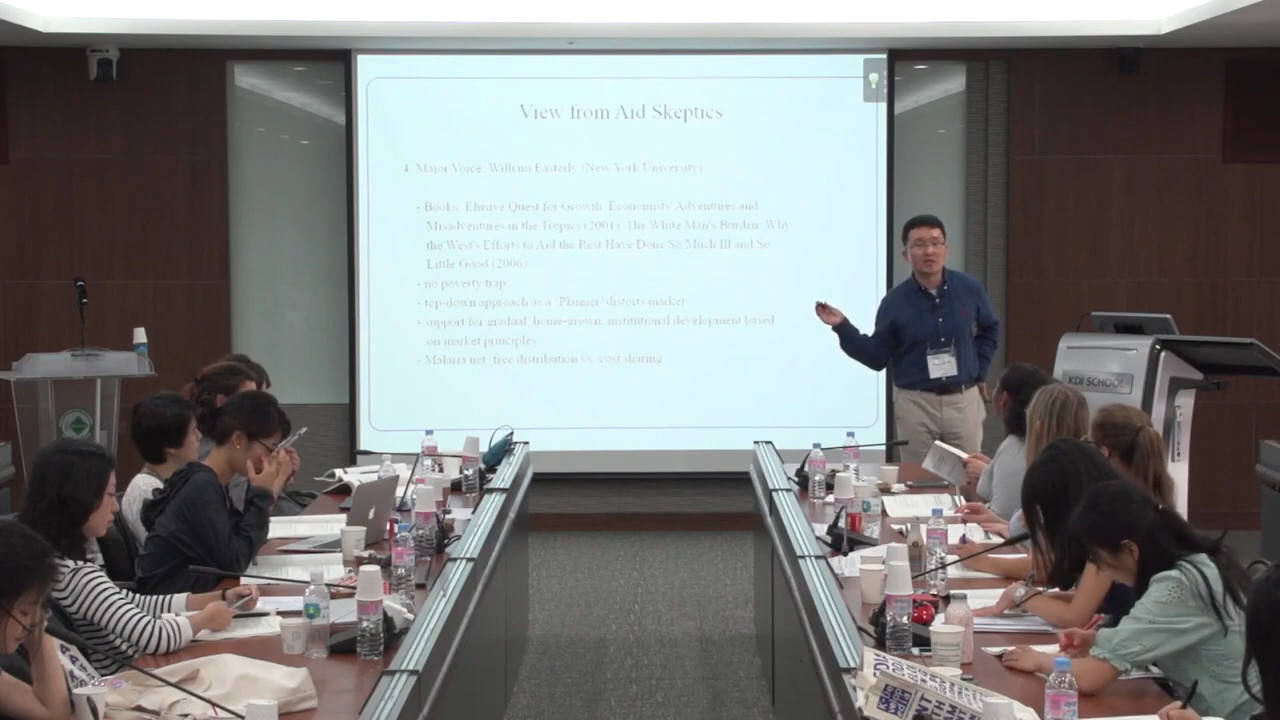 View from Aid Skeptics
4. Major Voice: William Easterly (New York University)
- Books: Elusive Quest for Growth: Economists' Adventures and
Misadventures in the Tropics (2001), The White Man's Burden: Why
the West's Efforts to Aid the Rest Have Done So Much Ill and So
Little Good (2006)
- no poverty trap
- top-down approach as a 'Planner' distorts market
- support for gradual, home-grown, institutional development based
on market principles
- Malaria net: free distribution vs. cost sharing
KDI SCHOOL